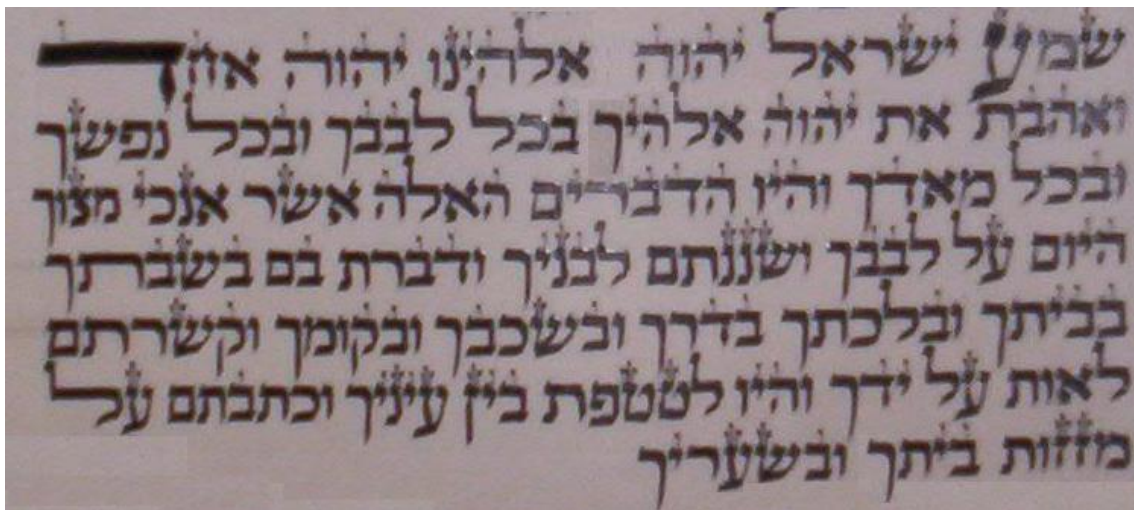 שמע ישראל יהוה אלהינו יהוה אחד
ואהבת את יהוה אלהיך בכל לבבך ובכל נפשך
ובכל מאדך והיו הדברים האלה אשר אנכי מצוך
היום על לבבך ושננתם לבניך ודברת בם בשבתך
בביתך ובלכתך בדרך ובשכבך ובקומך וקשרתם
לאות על ידך והיו לטטפת בין עיניך וכתבתם על
מזזות ביתך ובשעריך